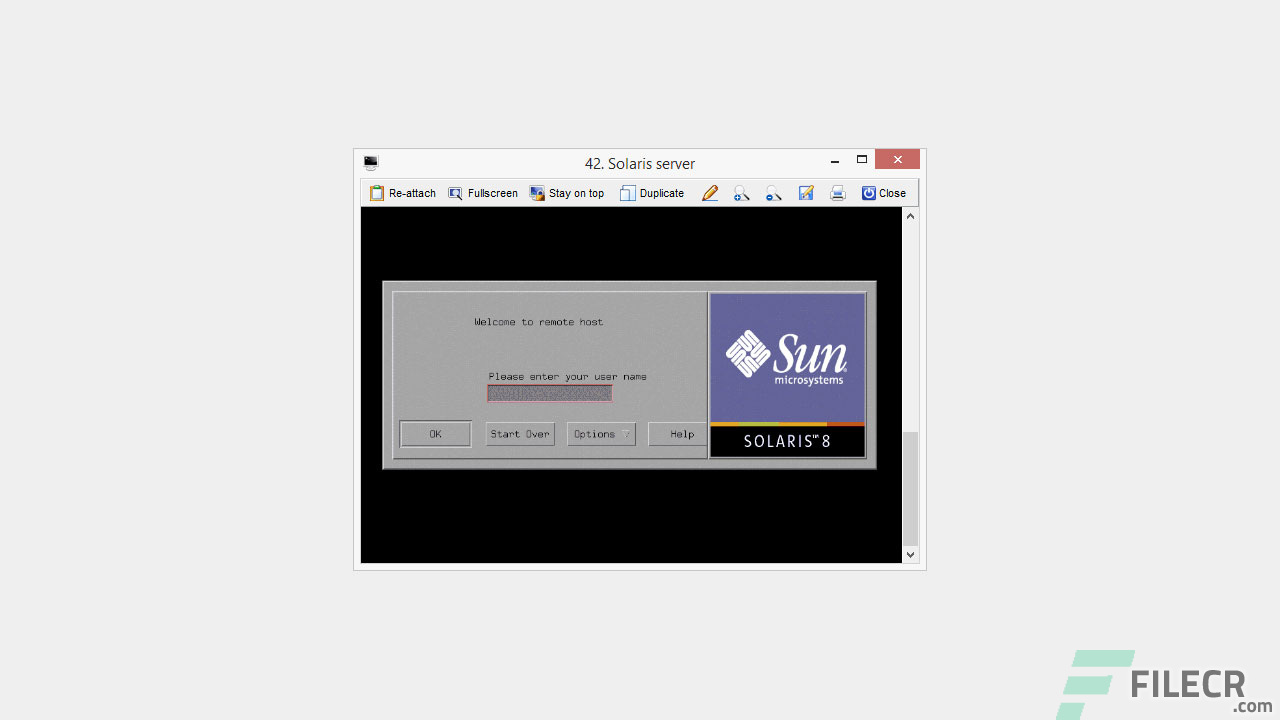 42. Solaris server
Re-attach Fullscreen Stay on top Duplicate Close
Welcome to remote host
Please enter your user name
OK Start Over Options Help
Sun
microsystems
SOLARIS™ 8
FILECR
.com